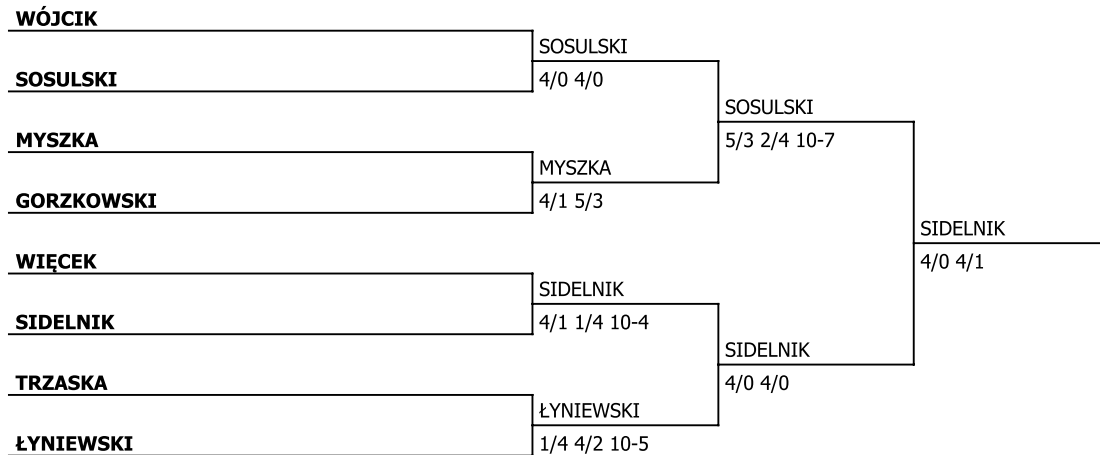 WÓJCIK
SOSULSKI
MYSZKA
GORZKOWSKI
WIĘCEK
SIDELNIK
TRZASKA
ŁYNIEWSKI
SOSULSKI
4/0 4/0
MYSZKA
4/1 5/3
SIDELNIK
4/1 1/4 10-4
ŁYNIEWSKI
1/4 4/2 10-5
SOSULSKI
5/3 2/4 10-7
SIDELNIK
4/0 4/0
SIDELNIK
4/0 4/1